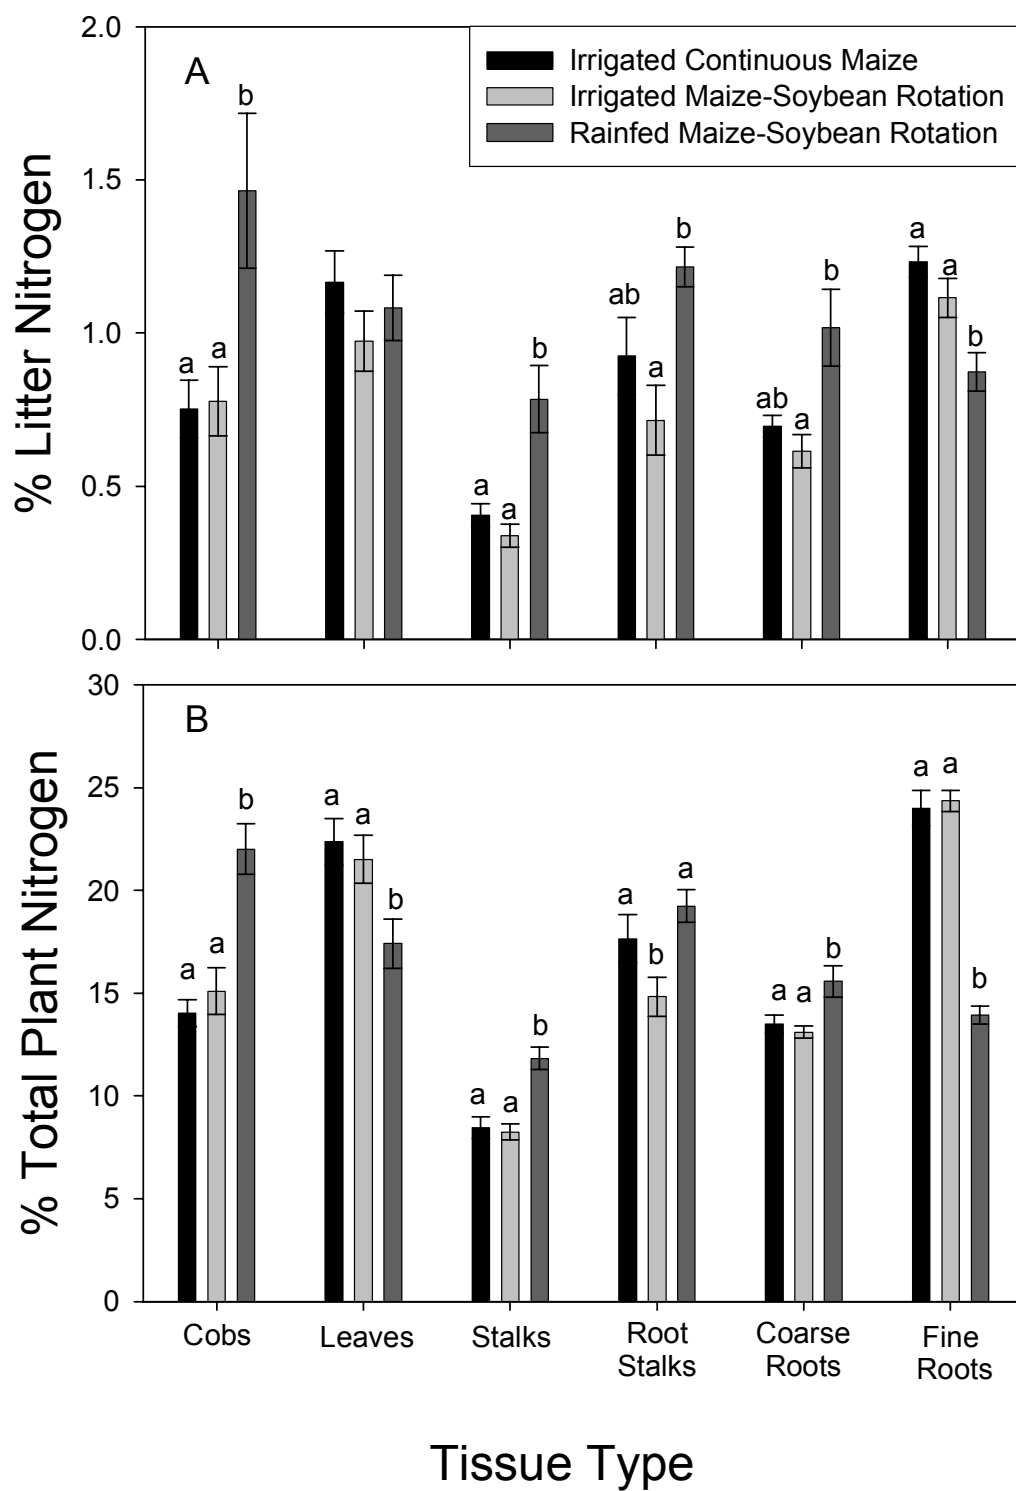 2.0
A
Irrigated Continuous Maize
Irrigated Maize-Soybean Rotation
Rainfed Maize-Soybean Rotation
b
1.5
% Litter Nitrogen
b
a
b
ab
a
b
1.0
a
a
b
a
ab
a
0.5
a
a
0.0
30
B
25
a
a
b
a
a
% Total Plant Nitrogen
20
b
a
a
a
a
b
b
b
15
a
a
b
10
a
a
5
0
Cobs
Leaves
Stalks
Root
Stalks
Coarse
Roots
Fine
Roots
Tissue Type